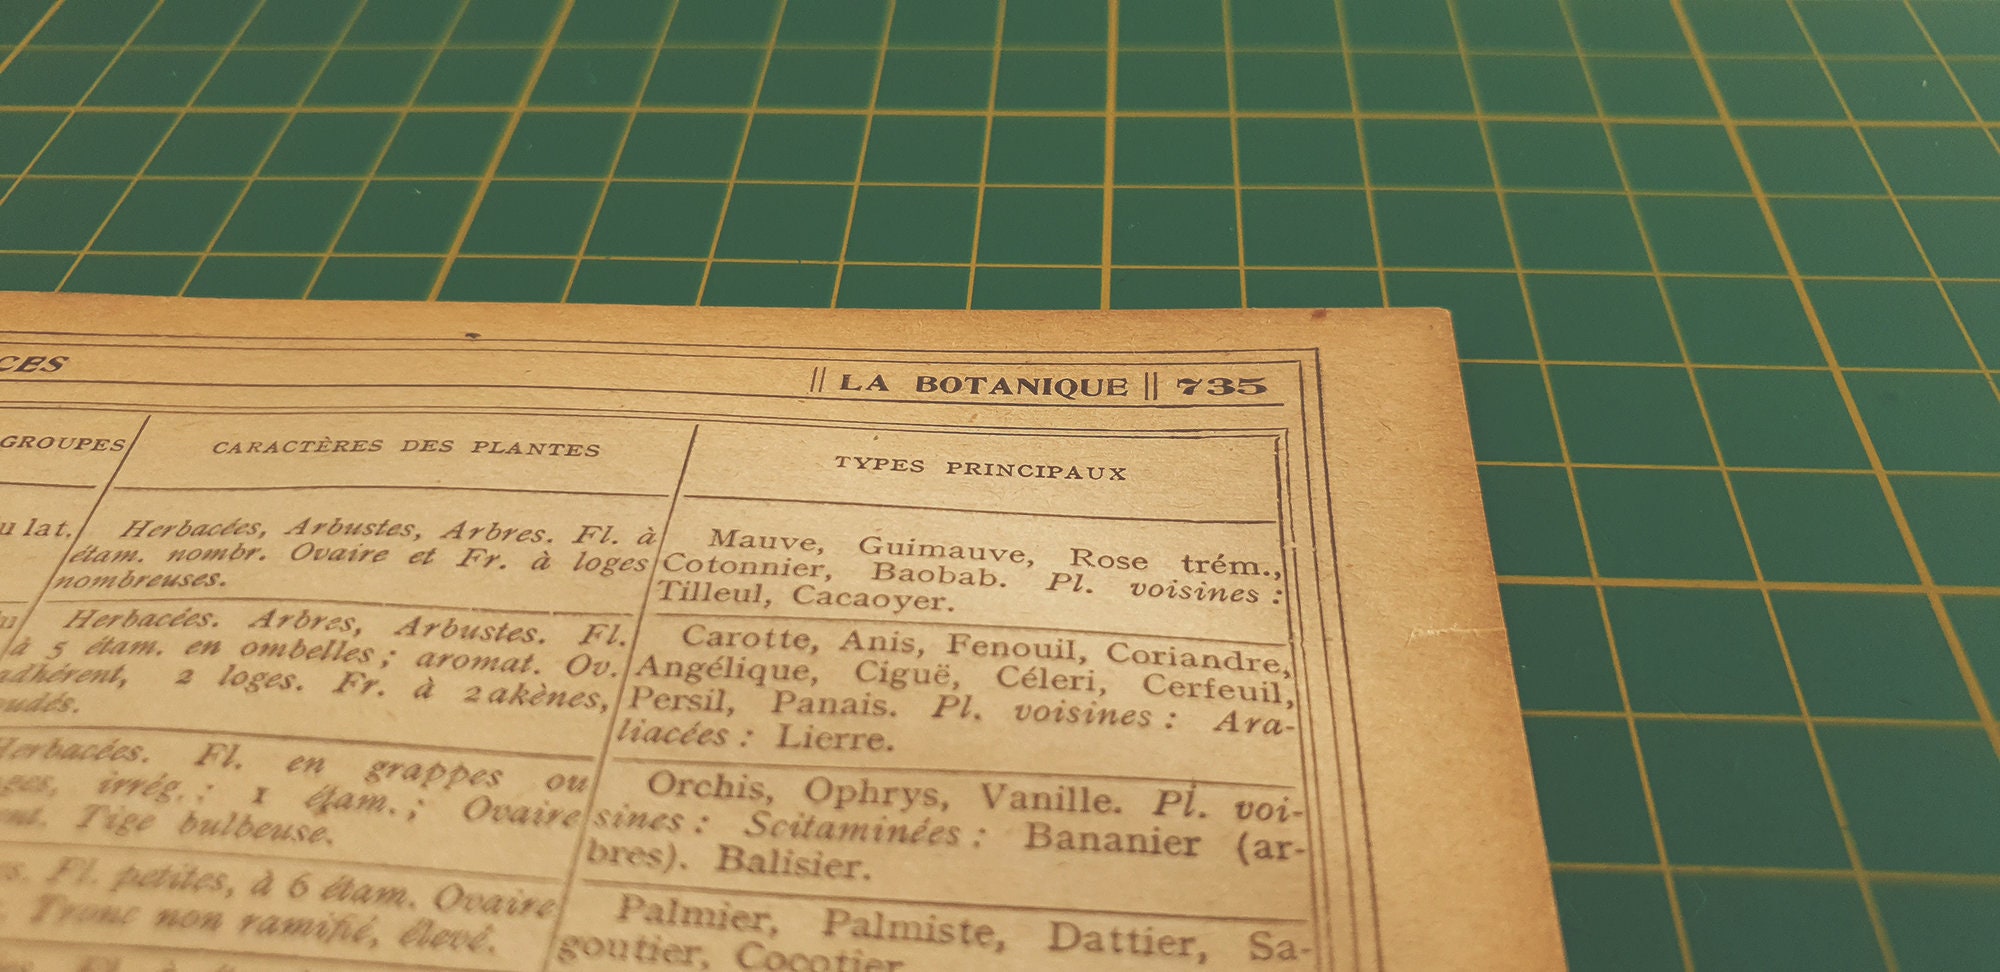 LA BOTANIQUE 735
GROUPES
CARACTÈRES DES PLANTES
TYPES PRINCIPAUX
lat.
Herbacées, Arbustes, Arbres. Fl. à
étam. nombr. Ovaire et Fr. à loges
nombreuses.
Mauve, Guimauve, Rose trém.,
Cotonnier, Baobab. Pl. voisines :
Tilleul, Cacaoyer.
Herbacées. Arbres, Arbustes. Fl.
à 5 étam. en ombelles ; aromat. Ov.
adhérent, 2 loges. Fr. à 2 akènes,
Carotte, Anis, Fenouil, Coriandre,
Angélique, Ciguë, Céleri, Cerfeuil,
Persil, Panais. Pl. voisines : Ara-
liacées : Lierre.
Herbacées. Fl. en grappes ou
irrég. ; 1 étam. ; Ovaire
Tige bulbeuse.
Orchis, Ophrys, Vanille. Pl. voi-
sines : Scitaminées : Bananier (ar-
bres). Balisier.
Fl. petites, à 6 étam. Ovaire
Tronc non ramifié, élevé.
Palmier, Palmiste, Dattier, Sa-
goutier, Cocotier